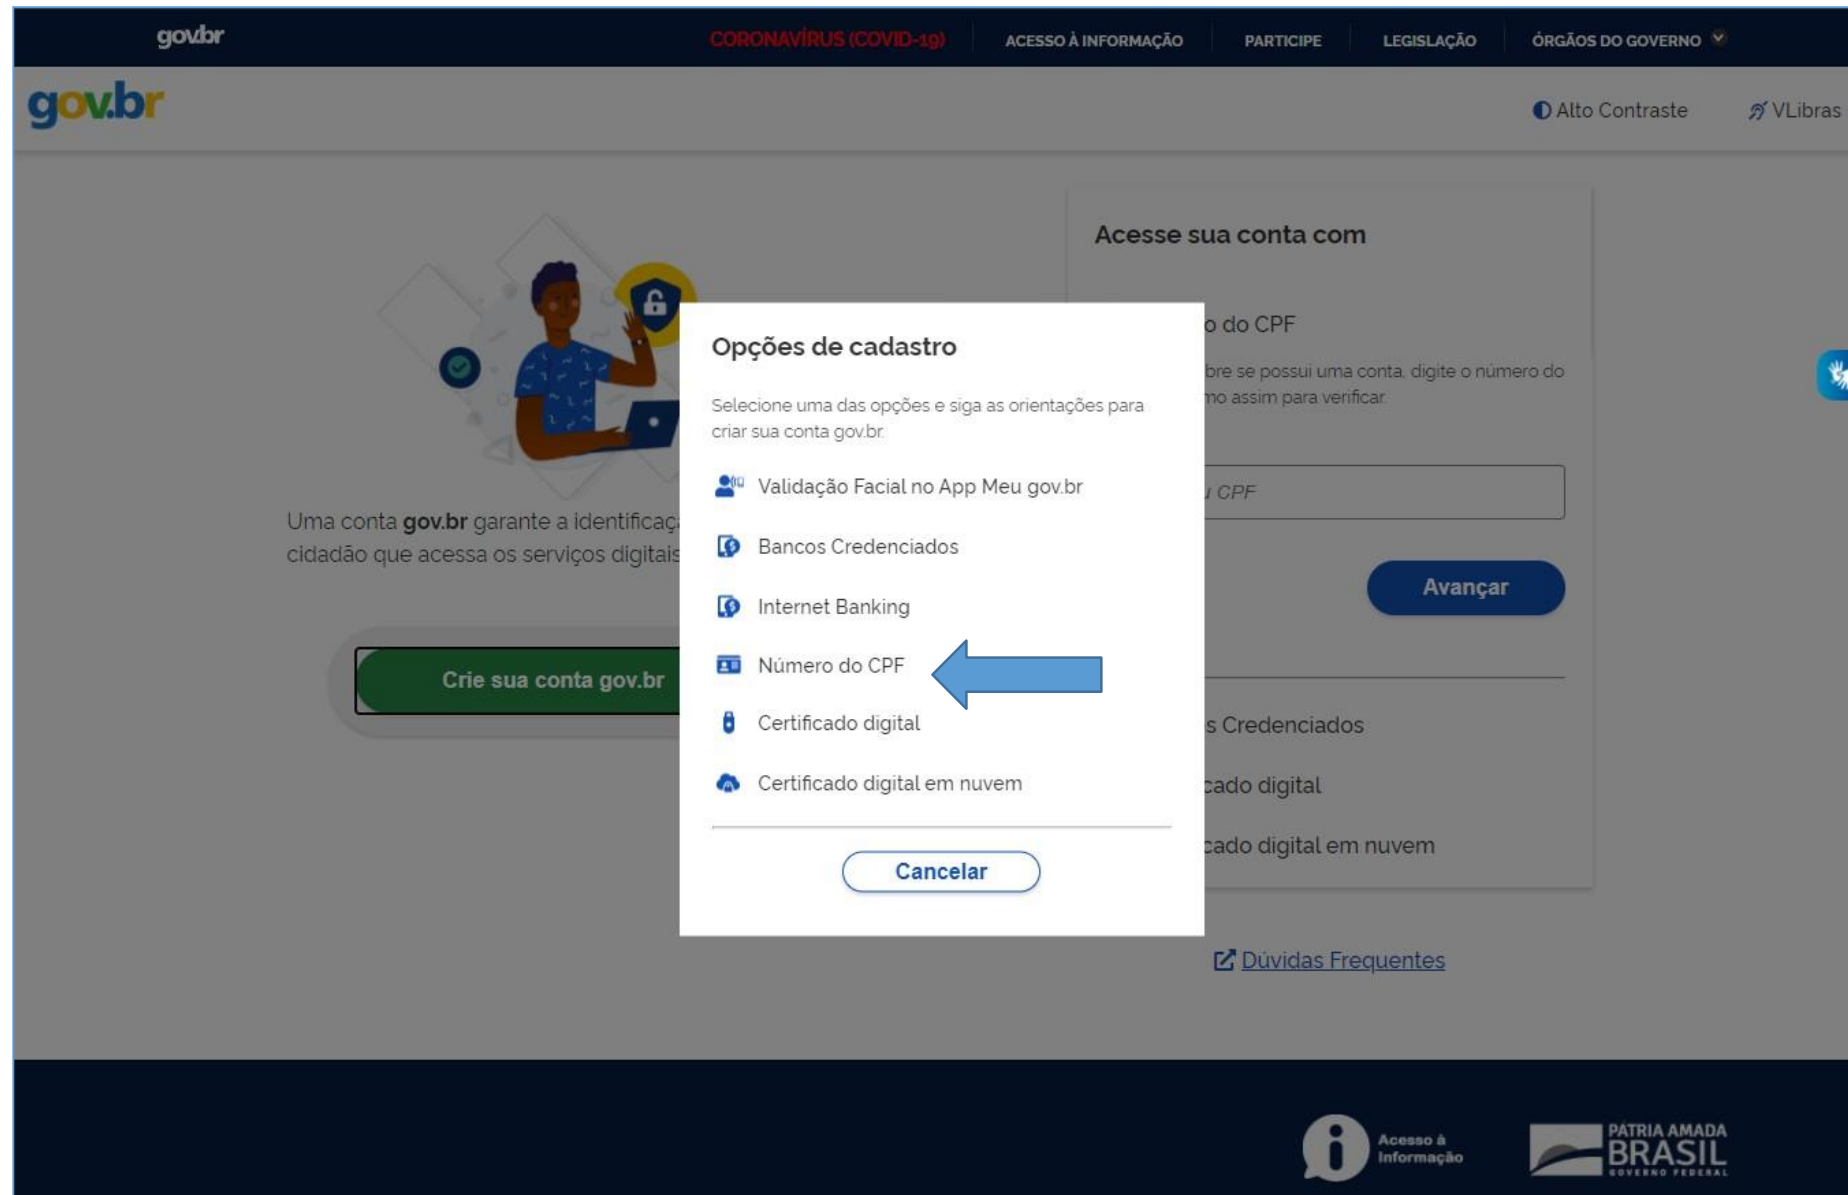 gov.br
CORONAVÍRUS (COVID-19)
ACESSO À INFORMAÇÃO
PARTICIPE
LEGISLAÇÃO
ÓRGÃOS DO GOVERNO
gov.br
Alto Contraste
VLibras
Uma conta gov.br garante a
cidadão que acessa os serviços digitais
Crie sua conta gov.br
Opções de cadastro
Selecione uma das opções e siga as orientações para
criar sua conta gov.br.
Validação Facial no App Meu gov.br
Bancos Credenciados
Internet Banking
Número do CPF
Certificado digital
Certificado digital em nuvem
Cancelar
Acesse sua conta com
do CPF
se possui uma conta, digite o número do
assim para verificar.
CPF
Avançar
Credenciados
digital
digital em nuvem
Dúvidas Frequentes
Acesso à
Informação
PÁTRIA AMADA
BRASIL
GOVERNO FEDERAL